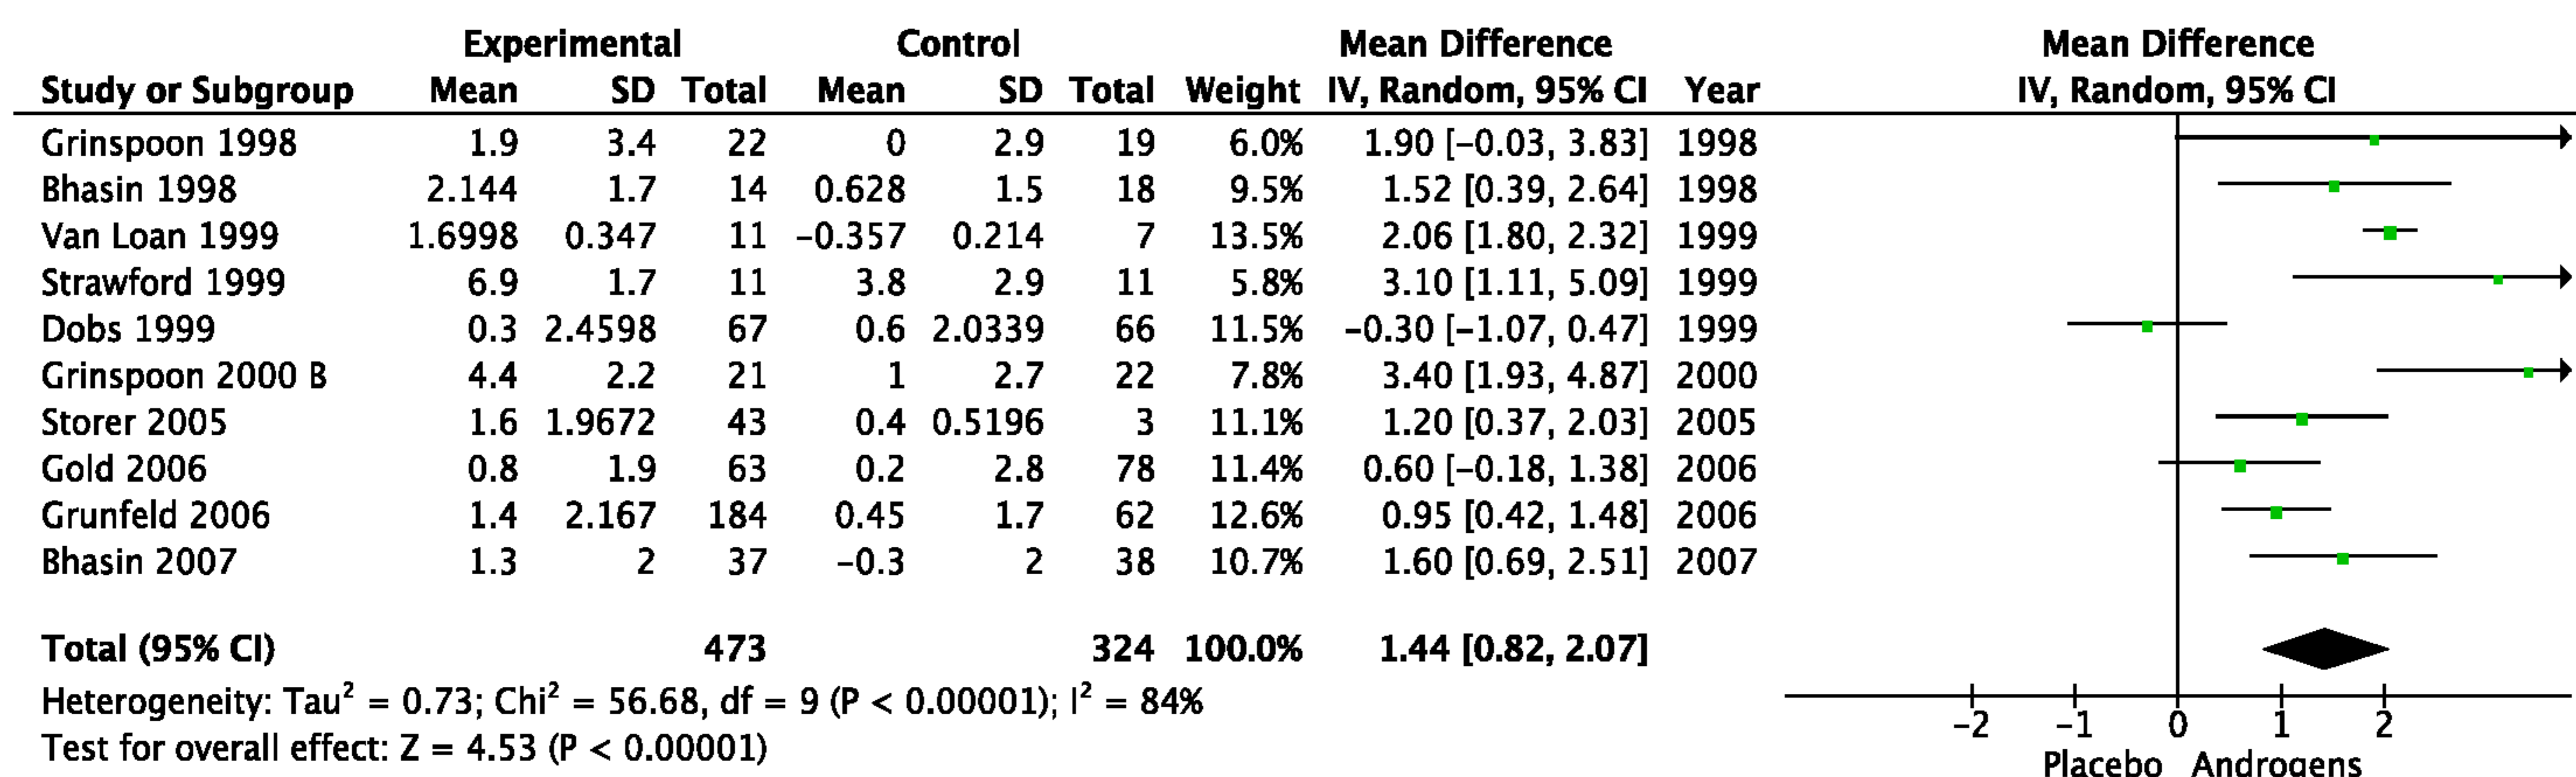 Experimental Control Mean Difference Mean Difference
Study or Subgroup Mean SD Total Mean SD Total Weight IV, Random, 95% CI Year IV, Random, 95% CI
Grinspoon 1998 1.9 3.4 22 0 2.9 19 6.0% 1.90 [−0.03, 3.83] 1998
Bhasin 1998 2.144 1.7 14 0.628 1.5 18 9.5% 1.52 [0.39, 2.64] 1998
Van Loan 1999 1.6998 0.347 11 −0.357 0.214 7 13.5% 2.06 [1.80, 2.32] 1999
Strawford 1999 6.9 1.7 11 3.8 2.9 11 5.8% 3.10 [1.11, 5.09] 1999
Dobs 1999 0.3 2.4598 67 0.6 2.0339 66 11.5% −0.30 [−1.07, 0.47] 1999
Grinspoon 2000 B 4.4 2.2 21 1 2.7 22 7.8% 3.40 [1.93, 4.87] 2000
Storer 2005 1.6 1.9672 43 0.4 0.5196 3 11.1% 1.20 [0.37, 2.03] 2005
Gold 2006 0.8 1.9 63 0.2 2.8 78 11.4% 0.60 [−0.18, 1.38] 2006
Grunfeld 2006 1.4 2.167 184 0.45 1.7 62 12.6% 0.95 [0.42, 1.48] 2006
Bhasin 2007 1.3 2 37 −0.3 2 38 10.7% 1.60 [0.69, 2.51] 2007
Total (95% CI) 473 324 100.0% 1.44 [0.82, 2.07]
Heterogeneity: Tau² = 0.73; Chi² = 56.68, df = 9 (P < 0.00001); I² = 84%
Test for overall effect: Z = 4.53 (P < 0.00001)
−2 −1 0 1 2
Placebo Androgens